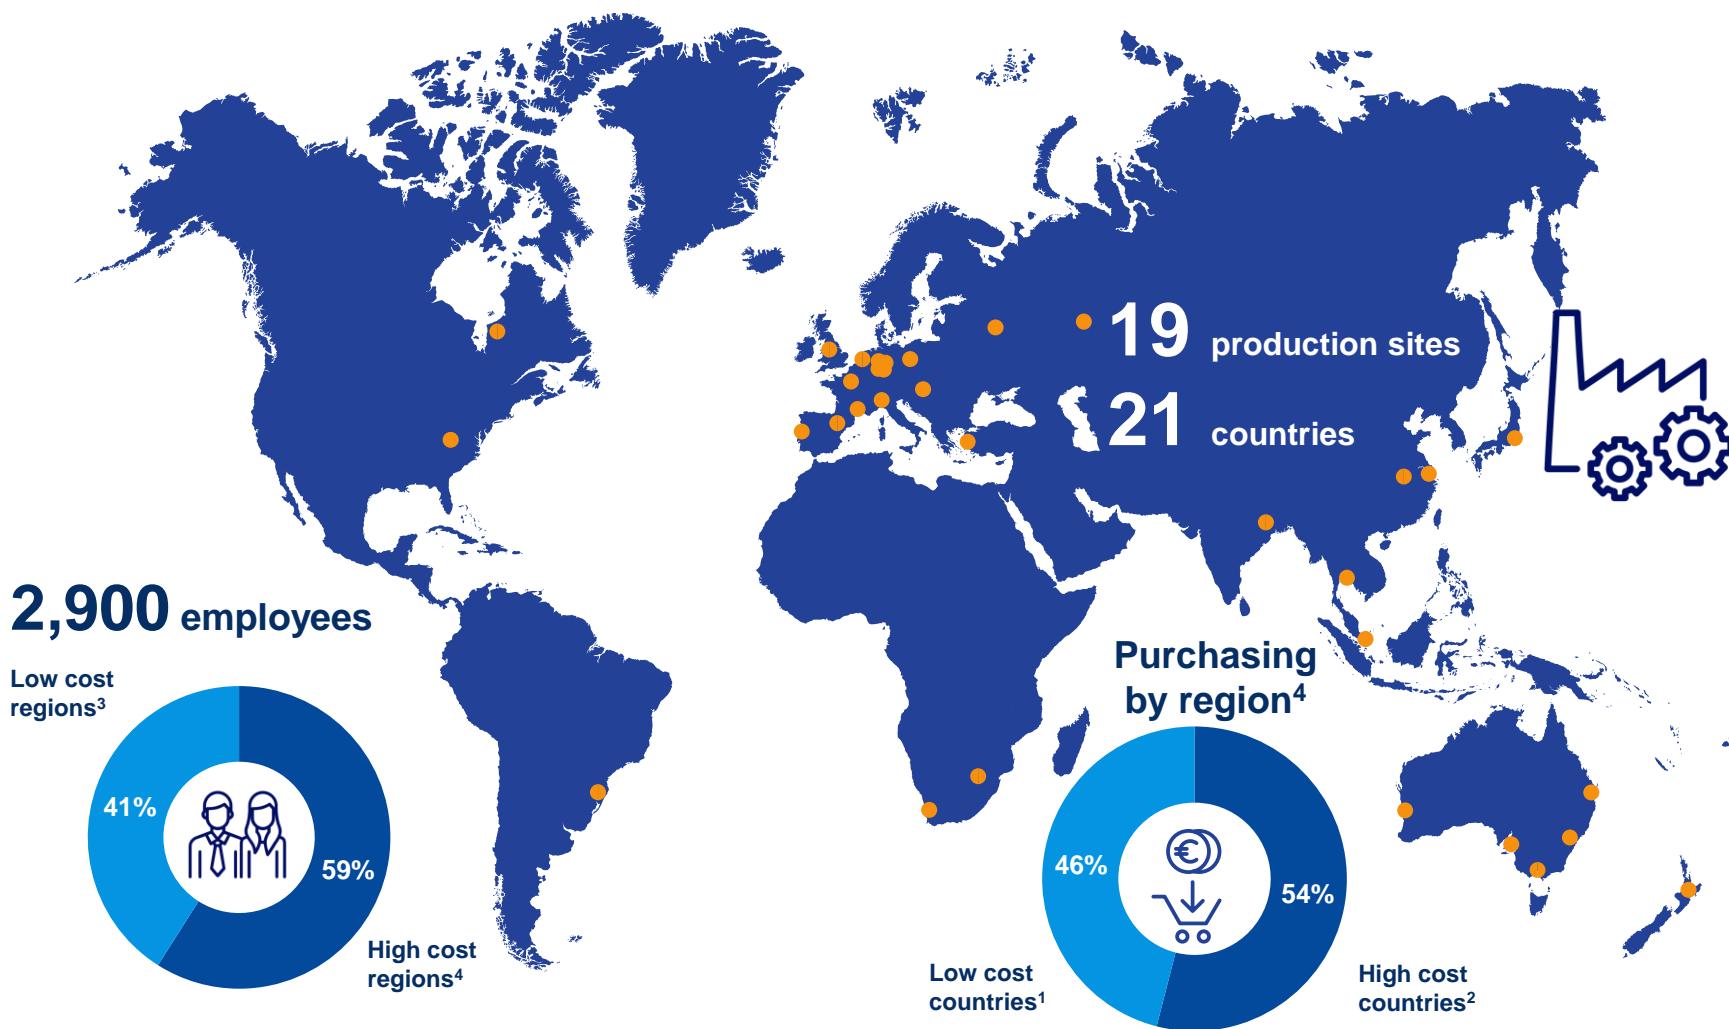 19 production sites
21 countries
2,900 employees
Low cost
regions³
41%
59%
High cost
regions⁴
Purchasing
by region⁴
46%
54%
Low cost
countries¹
High cost
countries²